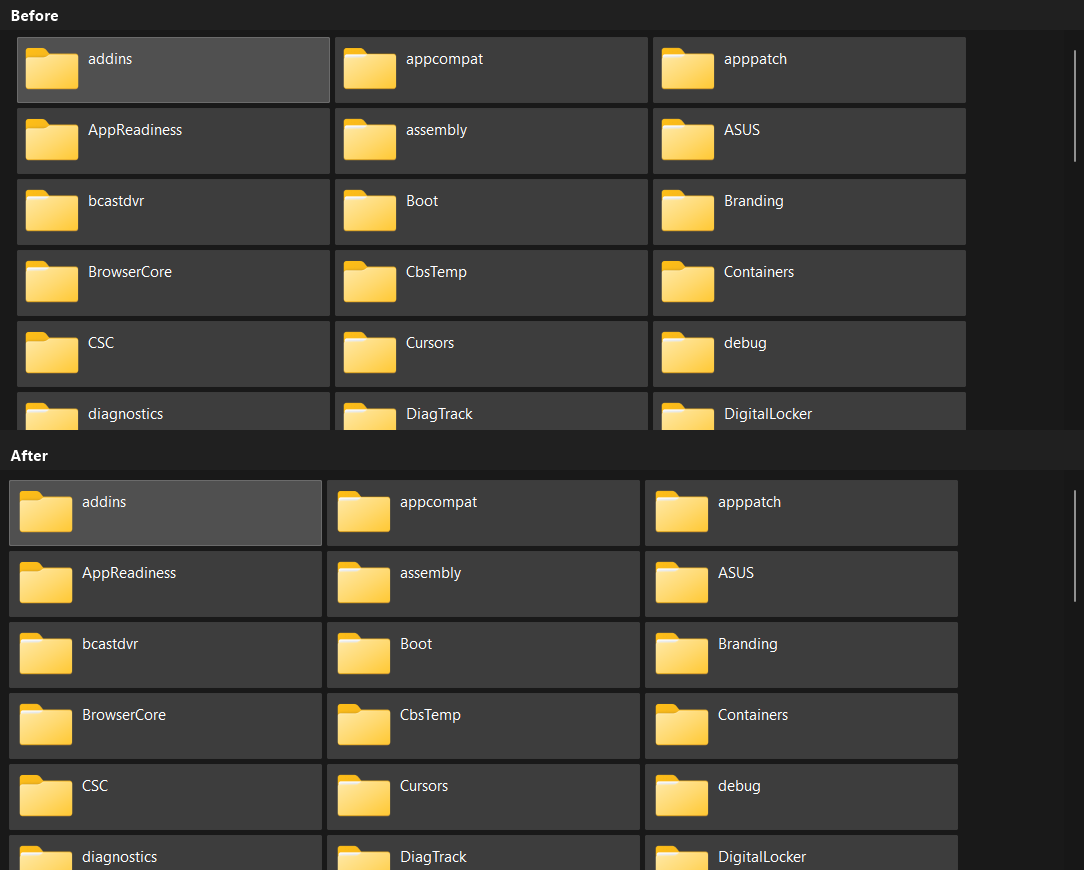 Before
addins appcompat apppatch
AppReadiness assembly ASUS
bcastdvr Boot Branding
BrowserCore CbsTemp Containers
CSC Cursors debug
diagnostics DiagTrack DigitalLocker
After
addins appcompat apppatch
AppReadiness assembly ASUS
bcastdvr Boot Branding
BrowserCore CbsTemp Containers
CSC Cursors debug
diagnostics DiagTrack DigitalLocker